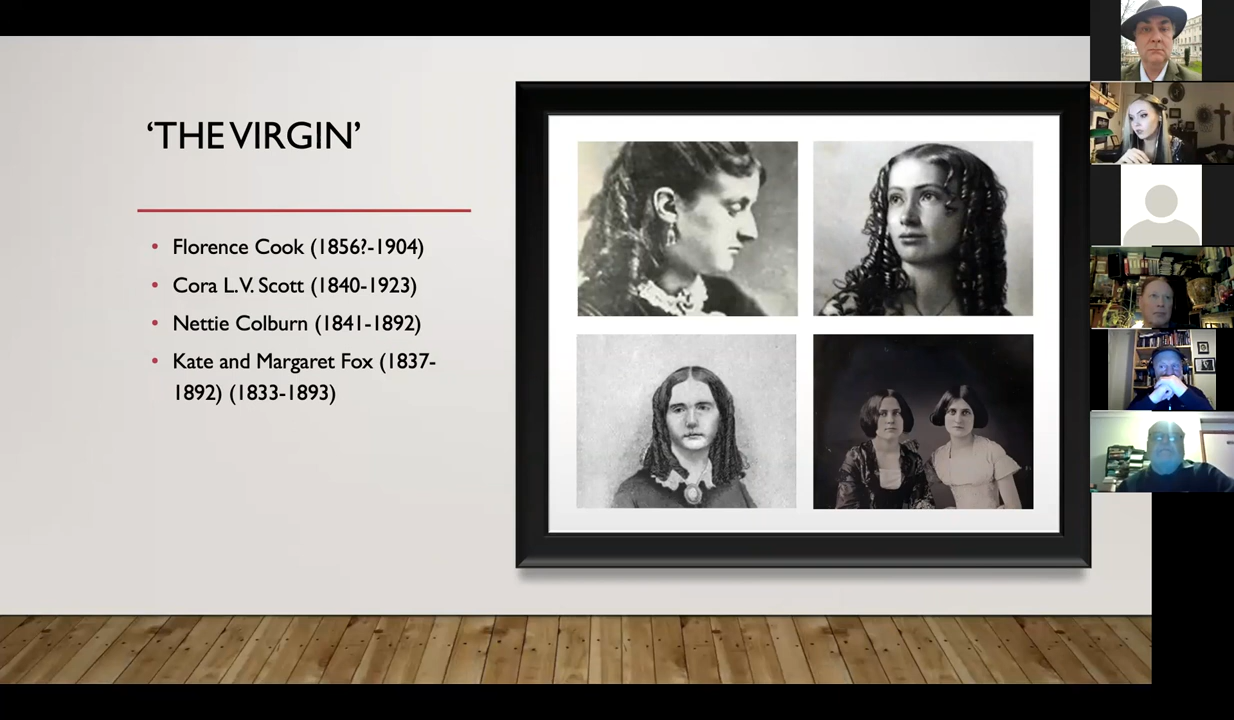 ‘THE VIRGIN’
• Florence Cook (1856?-1904)
• Cora L.V. Scott (1840-1923)
• Nettie Colburn (1841-1892)
• Kate and Margaret Fox (1837-
1892) (1833-1893)